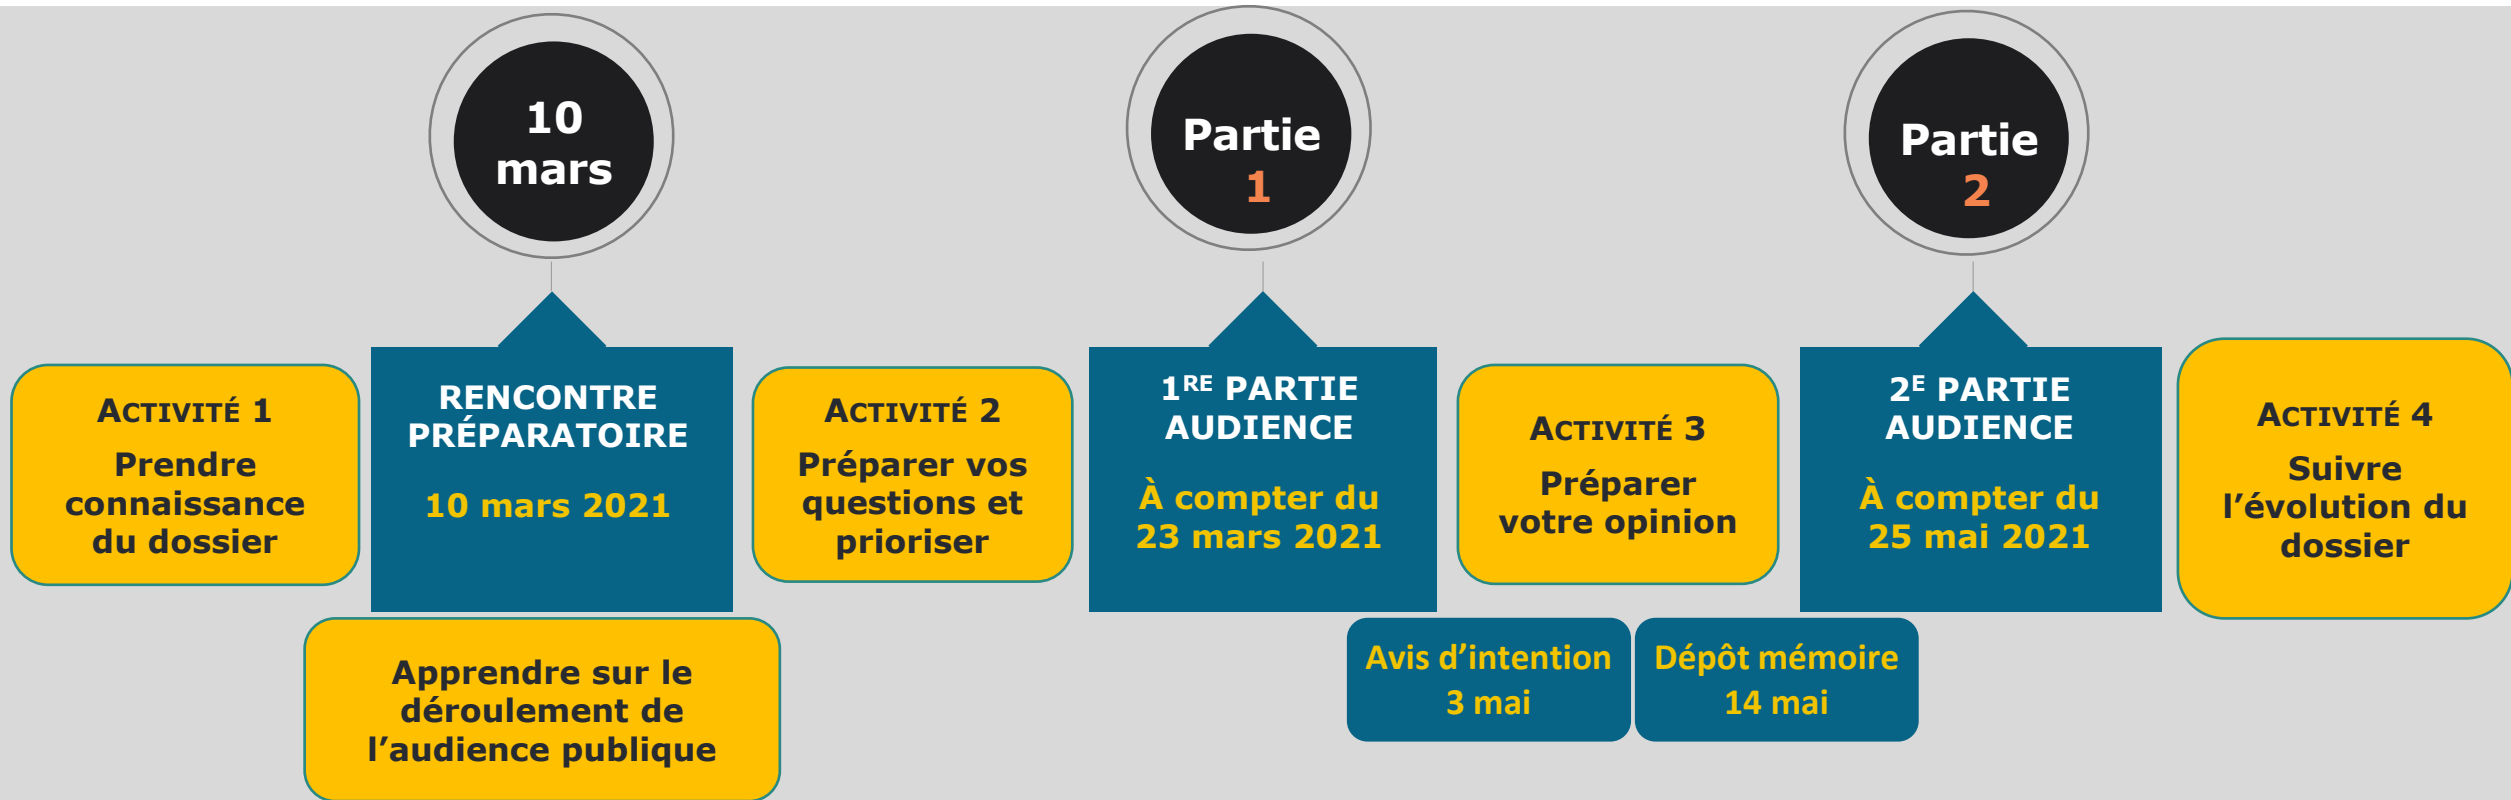 10
mars
Partie
1
Partie
2
ACTIVITÉ 1
Prendre
connaissance
du dossier
RENCONTRE
PRÉPARATOIRE
10 mars 2021
Apprendre sur le
déroulement de
l’audience publique
ACTIVITÉ 2
Préparer vos
questions et
prioriser
1RE PARTIE
AUDIENCE
À compter du
23 mars 2021
ACTIVITÉ 3
Préparer
votre opinion
Avis d’intention
3 mai
Dépôt mémoire
14 mai
2E PARTIE
AUDIENCE
À compter du
25 mai 2021
ACTIVITÉ 4
Suivre
l’évolution du
dossier